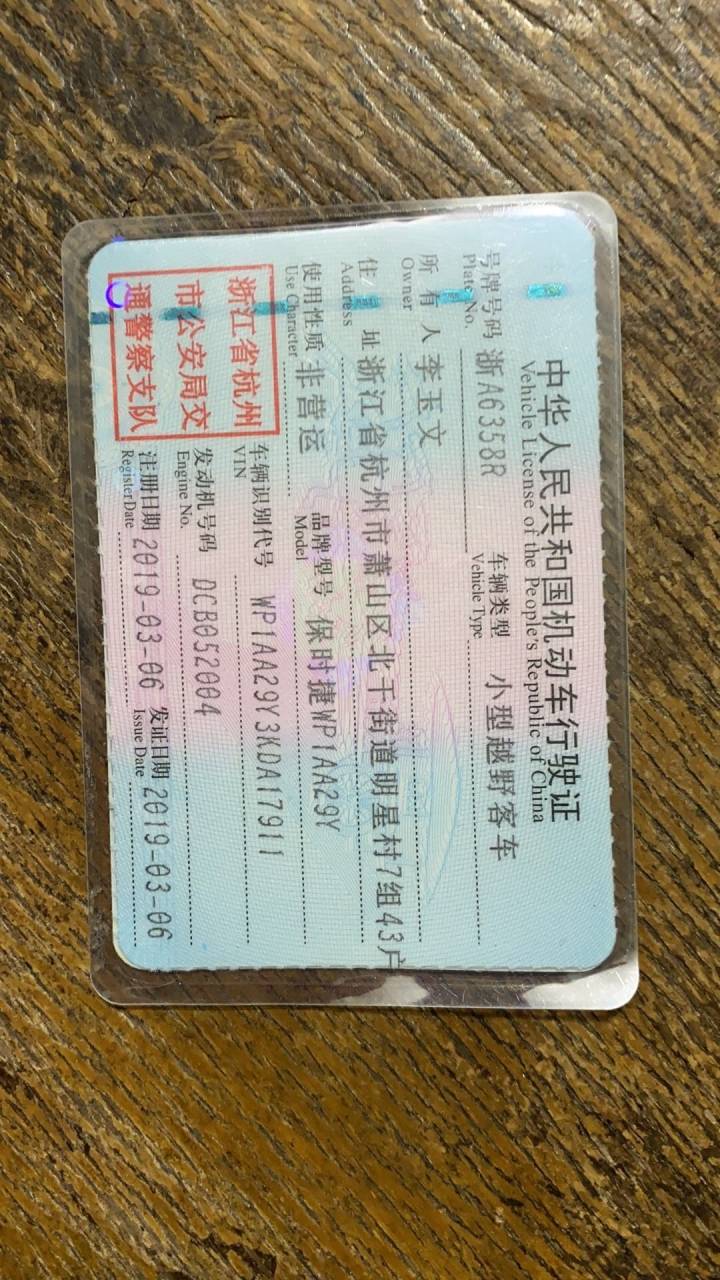 中华人民共和国机动车行驶证
Vehicle License of the People's Republic of China
号牌号码 浙A6358R 车辆类型 小型越野客车
Plate No. Vehicle Type
所有人 李玉文
Owner
住址 浙江省杭州市萧山区北干街道明星村7组43户
Address
使用性质 非营运 品牌型号 保时捷WP1AA29Y
Use Character Model
浙江省杭州
市公安局交
通警察支队
车辆识别代号 WP1AA29Y3KDA17911
VIN
发动机号码 DCB052004
Engine No.
注册日期 2019-03-06 发证日期 2019-03-06
Register Date Issue Date